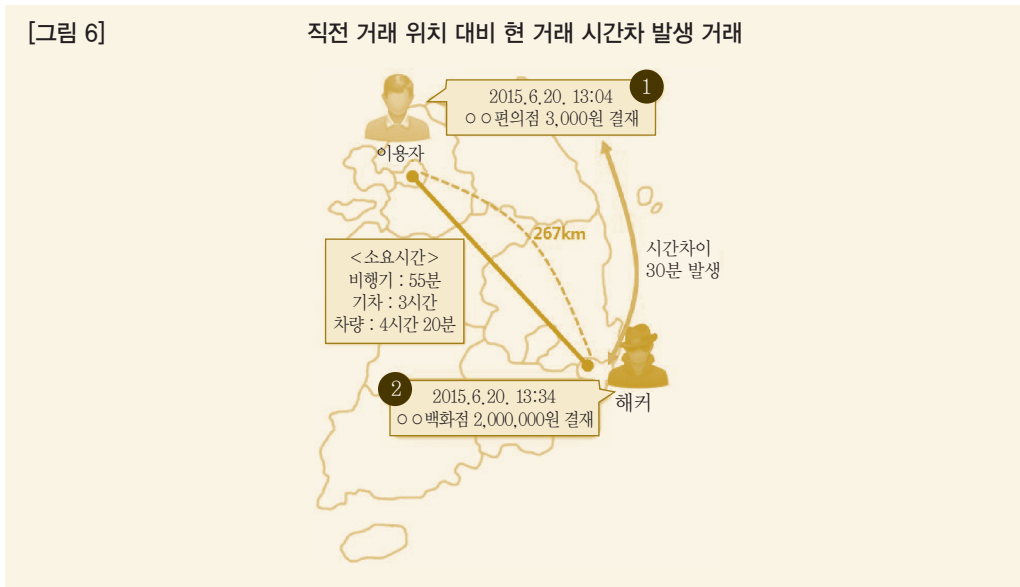 [그림 6]
직전 거래 위치 대비 현 거래 시간차 발생 거래
1
2015.6.20. 13:04
○○편의점 3,000원 결재
이용자
267km
<소요시간>
비행기 : 55분
기차 : 3시간
차량 : 4시간 20분
시간차이
30분 발생
2
2015.6.20. 13:34
○○백화점 2,000,000원 결재
해커